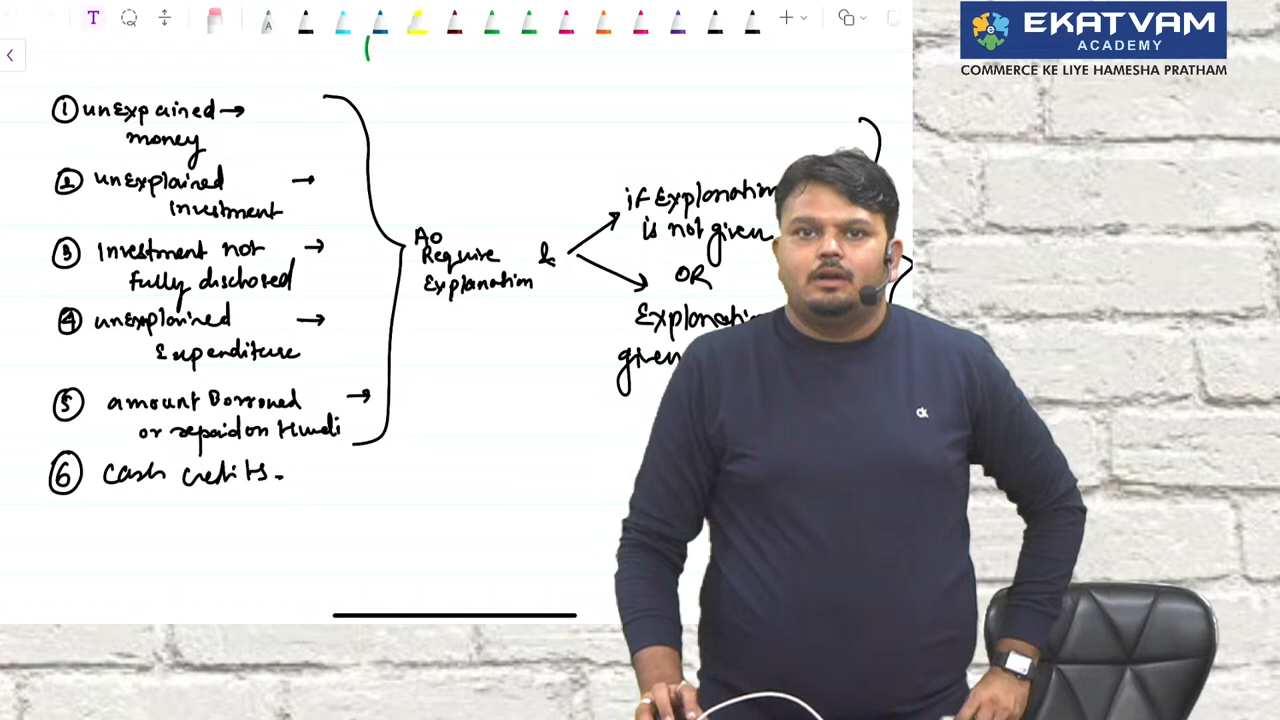 EKATVAM
ACADEMY
COMMERCE KE LIYE HAMESHA PRATHAM
① unExpained →
money
② unExplained →
Investment
③ Investment not →
fully disclosed
④ unExplained →
Expenditure
⑤ amount Borrowed →
or repaid on Hundi
⑥ cash credits.
AO
Require
Explanation &
if Explanation
is not given
OR
given
ck